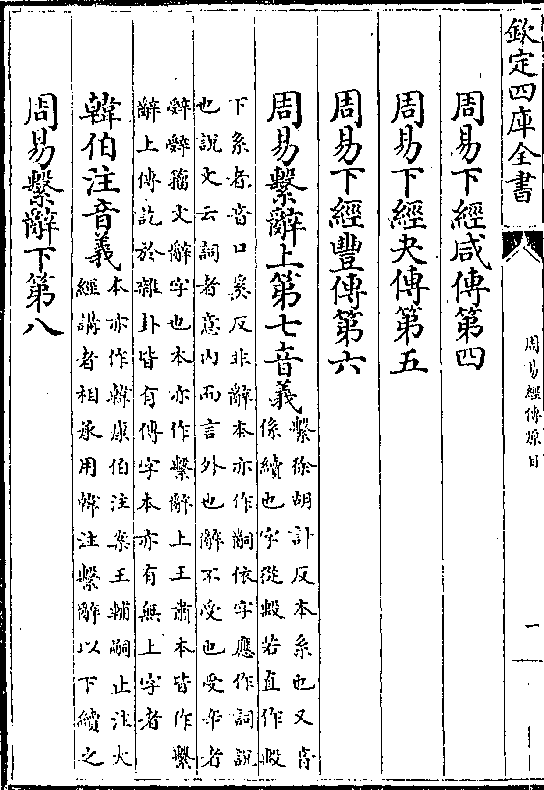 欽定四庫全書
周易經傳原目
一
周易下經咸傳第四
周易下經夬傳第五
周易下經豐傳第六
周易繫辭上第七音義
繫徐胡計反本系也又音
係續也字從𣪠若直作𣪠
下系者音口奚反非辭本亦作嗣依字應作詞說
也說文云詞者意内而言外也辭不受也受辛者
辤辤籀文辭字也本亦作繫辭上王肅本皆作繫
辭上傳訖於雜卦皆有傳字本亦有無上字者
韓伯注音義
本亦作韓康伯注案王輔嗣止注大
經講者相承用韓注繫辭以下續之
周易繫辭下第八